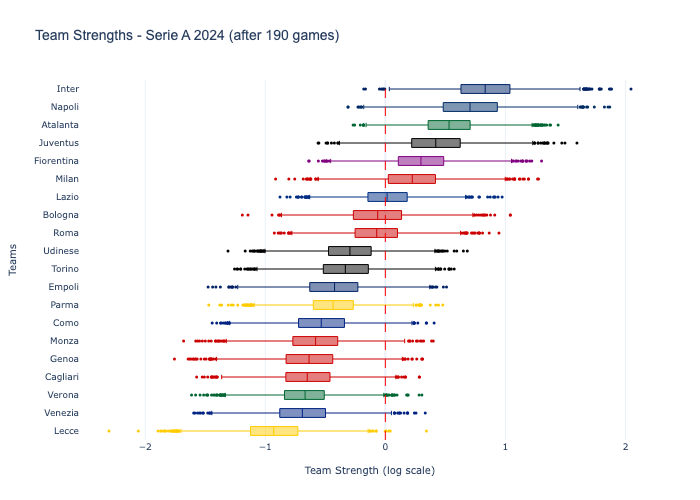 Team Strengths - Serie A 2024 (after 190 games)
Inter
Napoli
Atalanta
Juventus
Fiorentina
Milan
Lazio
Bologna
Roma
Udinese
Torino
Empoli
Parma
Como
Monza
Genoa
Cagliari
Verona
Venezia
Lecce
Teams
−2 −1 0 1 2
Team Strength (log scale)